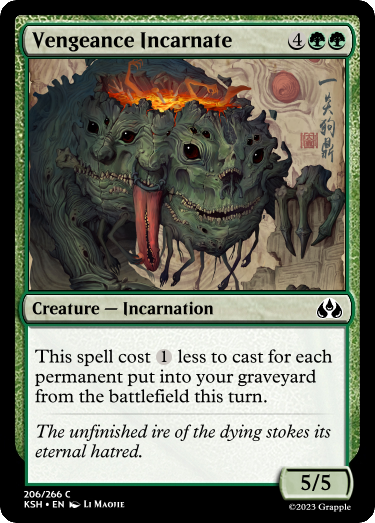 Vengeance Incarnate 4
Creature — Incarnation
This spell cost 1 less to cast for each
permanent put into your graveyard
from the battlefield this turn.
The unfinished ire of the dying stokes its
eternal hatred.
5/5
206/266 C
KSH • EN Li Maojie
©2023 Grapple